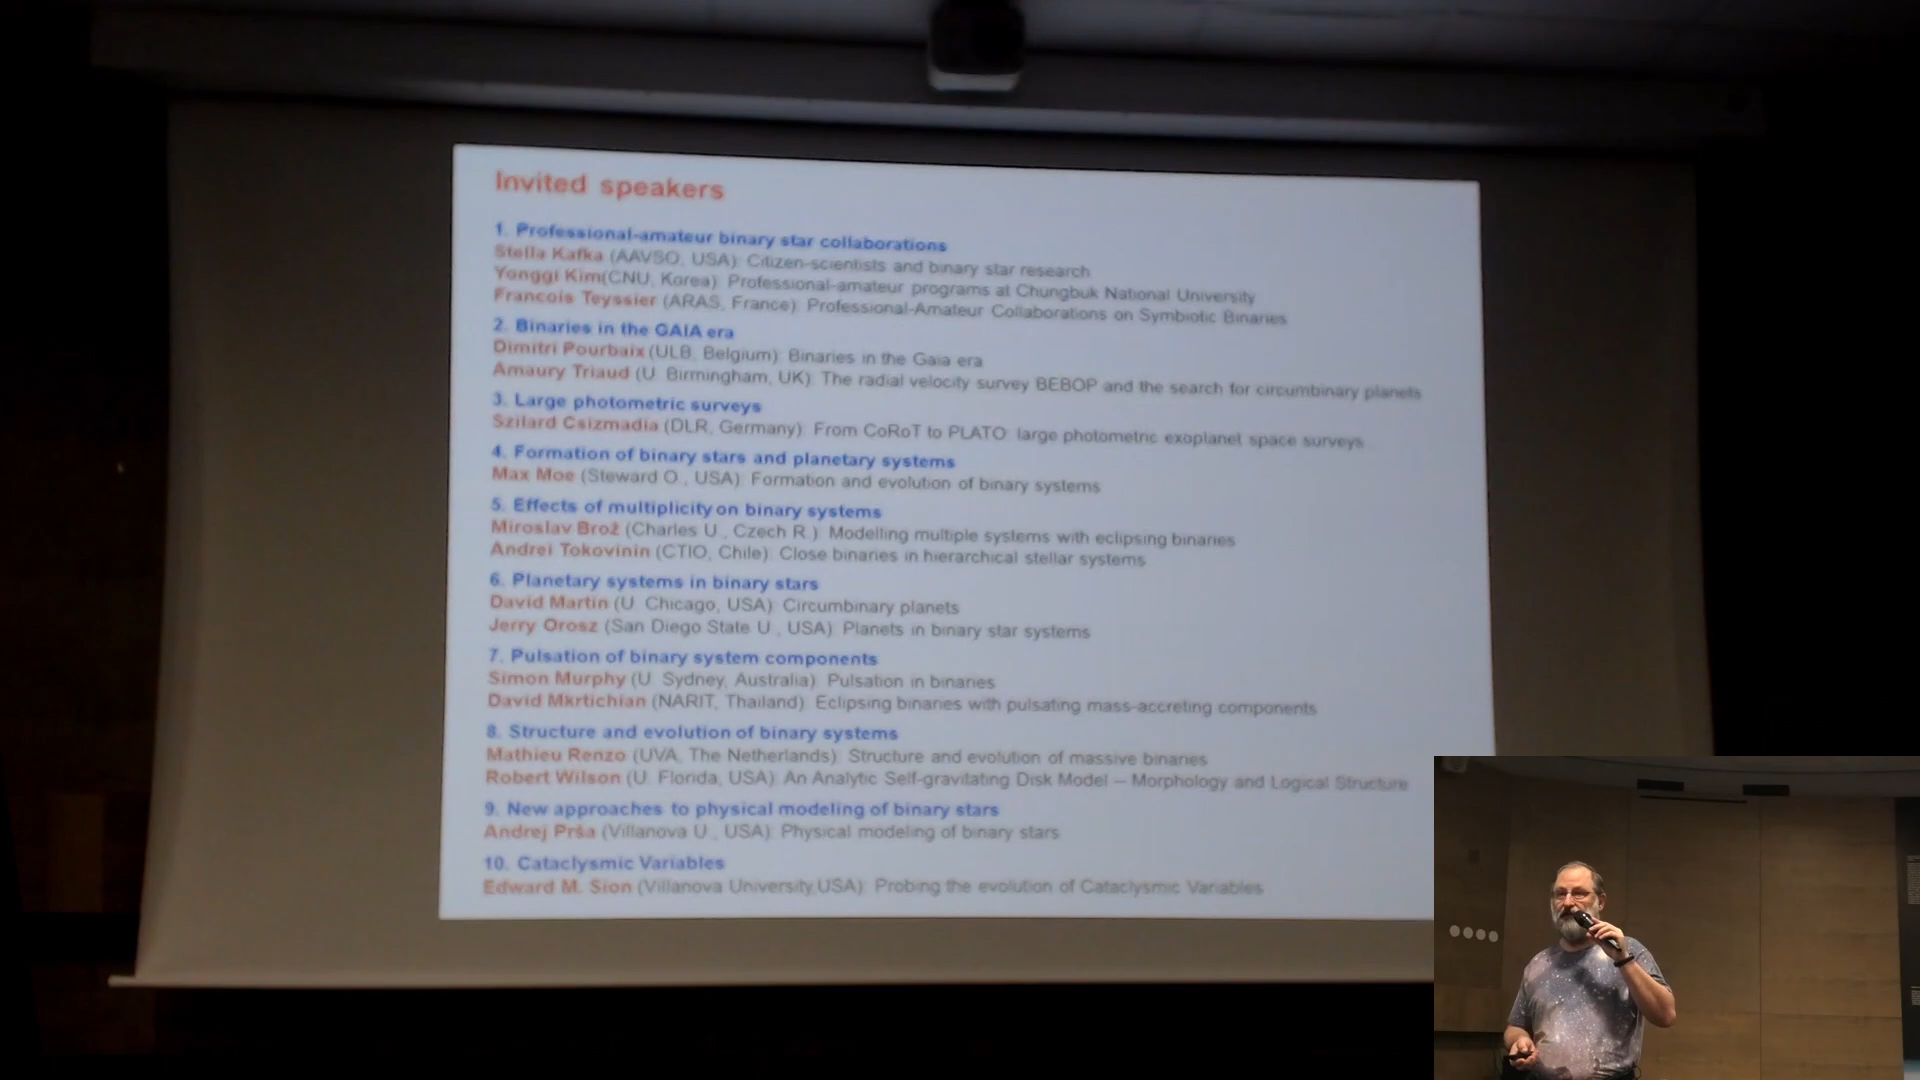 Invited speakers
1. Professional-amateur binary star collaborations
Stella Kafka (AAVSO, USA): Citizen-scientists and binary star research
Yonggi Kim(CNU, Korea): Professional-amateur programs at Chungbuk National University
Francois Teyssier (ARAS, France): Professional-Amateur Collaborations on Symbiotic Binaries
2. Binaries in the GAIA era
Dimitri Pourbaix (ULB, Belgium): Binaries in the Gaia era
Amaury Triaud (U. Birmingham, UK): The radial velocity survey BEBOP and the search for circumbinary planets
3. Large photometric surveys
Szilard Csizmadia (DLR, Germany): From CoRoT to PLATO: large photometric exoplanet space surveys
4. Formation of binary stars and planetary systems
Max Moe (Steward O., USA): Formation and evolution of binary systems
5. Effects of multiplicity on binary systems
Miroslav Brož (Charles U., Czech R.): Modelling multiple systems with eclipsing binaries
Andrei Tokovinin (CTIO, Chile): Close binaries in hierarchical stellar systems
6. Planetary systems in binary stars
David Martin (U. Chicago, USA): Circumbinary planets
Jerry Orosz (San Diego State U., USA): Planets in binary star systems
7. Pulsation of binary system components
Simon Murphy (U. Sydney, Australia): Pulsation in binaries
David Mkrtichian (NARIT, Thailand): Eclipsing binaries with pulsating mass-accreting components
8. Structure and evolution of binary systems
Mathieu Renzo (UVA, The Netherlands): Structure and evolution of massive binaries
Robert Wilson (U. Florida, USA): An Analytic Self-gravitating Disk Model – Morphology and Logical Structure
9. New approaches to physical modeling of binary stars
Andrej Prša (Villanova U., USA): Physical modeling of binary stars
10. Cataclysmic Variables
Edward M. Sion (Villanova University,USA): Probing the evolution of Cataclysmic Variables